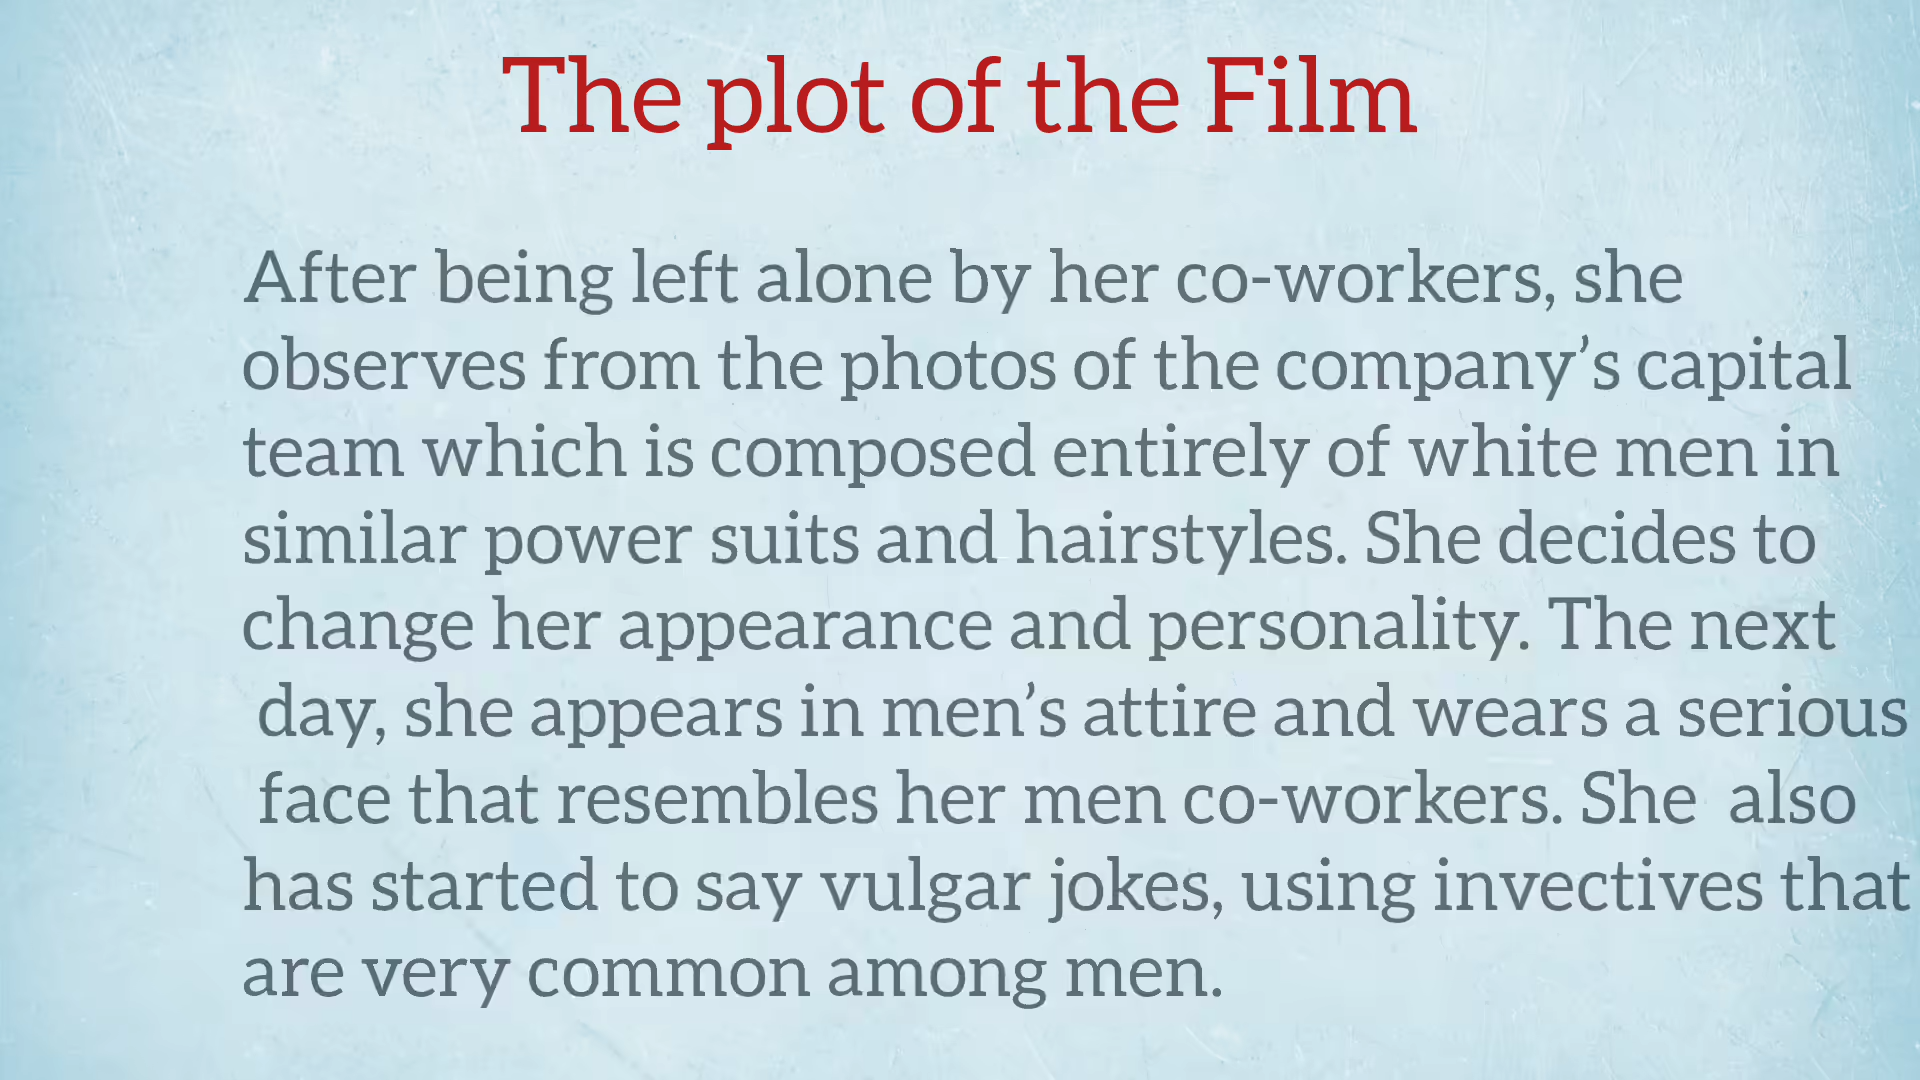 The plot of the Film
After being left alone by her co-workers, she
observes from the photos of the company’s capital
team which is composed entirely of white men in
similar power suits and hairstyles. She decides to
change her appearance and personality. The next
day, she appears in men’s attire and wears a serious
face that resembles her men co-workers. She  also
has started to say vulgar jokes, using invectives that
are very common among men.